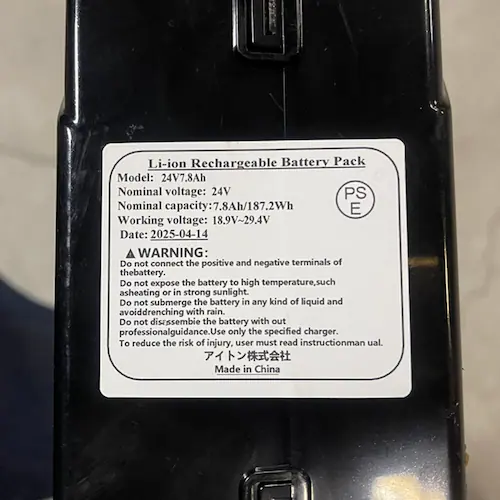 Li-ion Rechargeable Battery Pack
Model: 24V7.8Ah
Nominal voltage: 24V
Nominal capacity:7.8Ah/187.2Wh
Working voltage: 18.9V~29.4V
Date: 2025-04-14
PS
E
⚠WARNING:
Do not connect the positive and negative terminals of
thebattery.
Do not expose the battery to high temperature,such
asheating or in strong sunlight.
Do not submerge the battery in any kind of liquid and
avoiddrenching with rain.
Do not dissembie the battery with out
professionalguidance.Use only the specified charger.
To reduce the risk of injury, user must read instructionman ual.
アイトン株式会社
Made in China